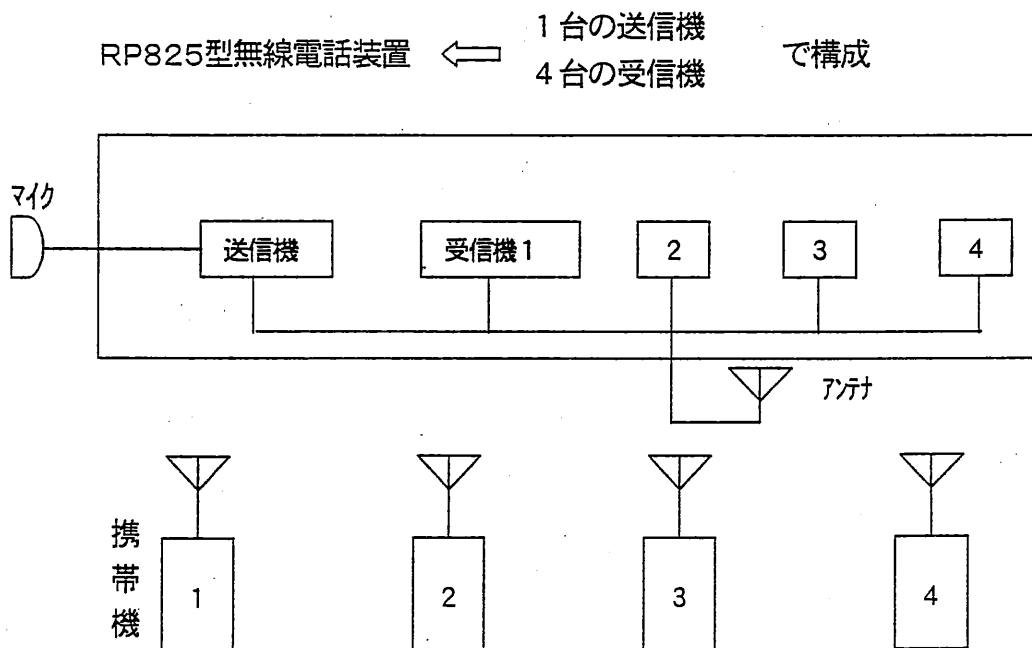 RP825型無線電話装置 ⇐ 1台の送信機
4台の受信機 で構成
マイク
送信機
受信機1
2
3
4
アンテナ
携帯機
1
2
3
4